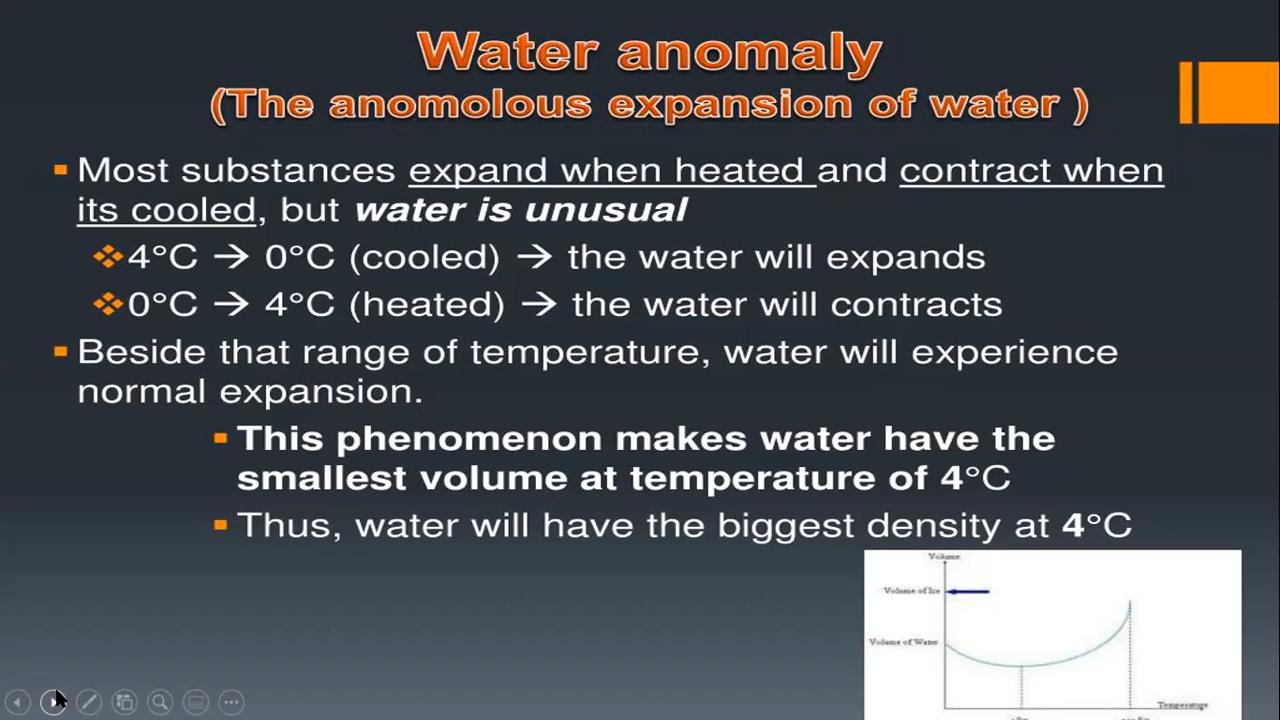 Water anomaly
(The anomolous expansion of water )
Most substances expand when heated and contract when
its cooled, but water is unusual
4°C → 0°C (cooled) → the water will expands
0°C → 4°C (heated) → the water will contracts
Beside that range of temperature, water will experience
normal expansion.
This phenomenon makes water have the
smallest volume at temperature of 4°C
Thus, water will have the biggest density at 4°C
Volume
Volume of Ice
Volume of Water
Temperature